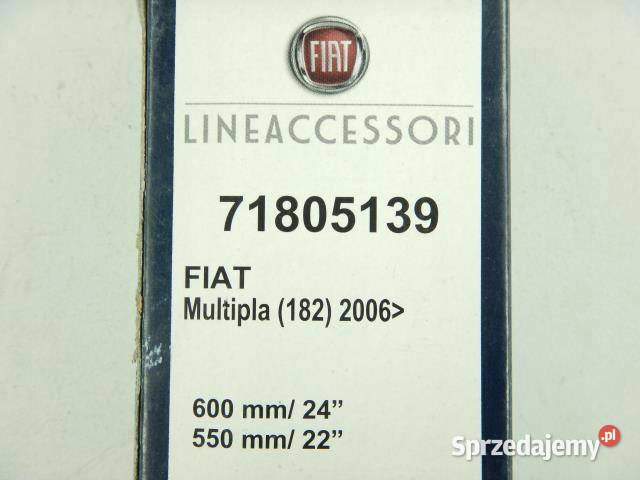 FIAT
LINEACCESSORI
71805139
FIAT
Multipla (182) 2006>
600 mm/ 24”
550 mm/ 22”
Sprzedajemy.pl